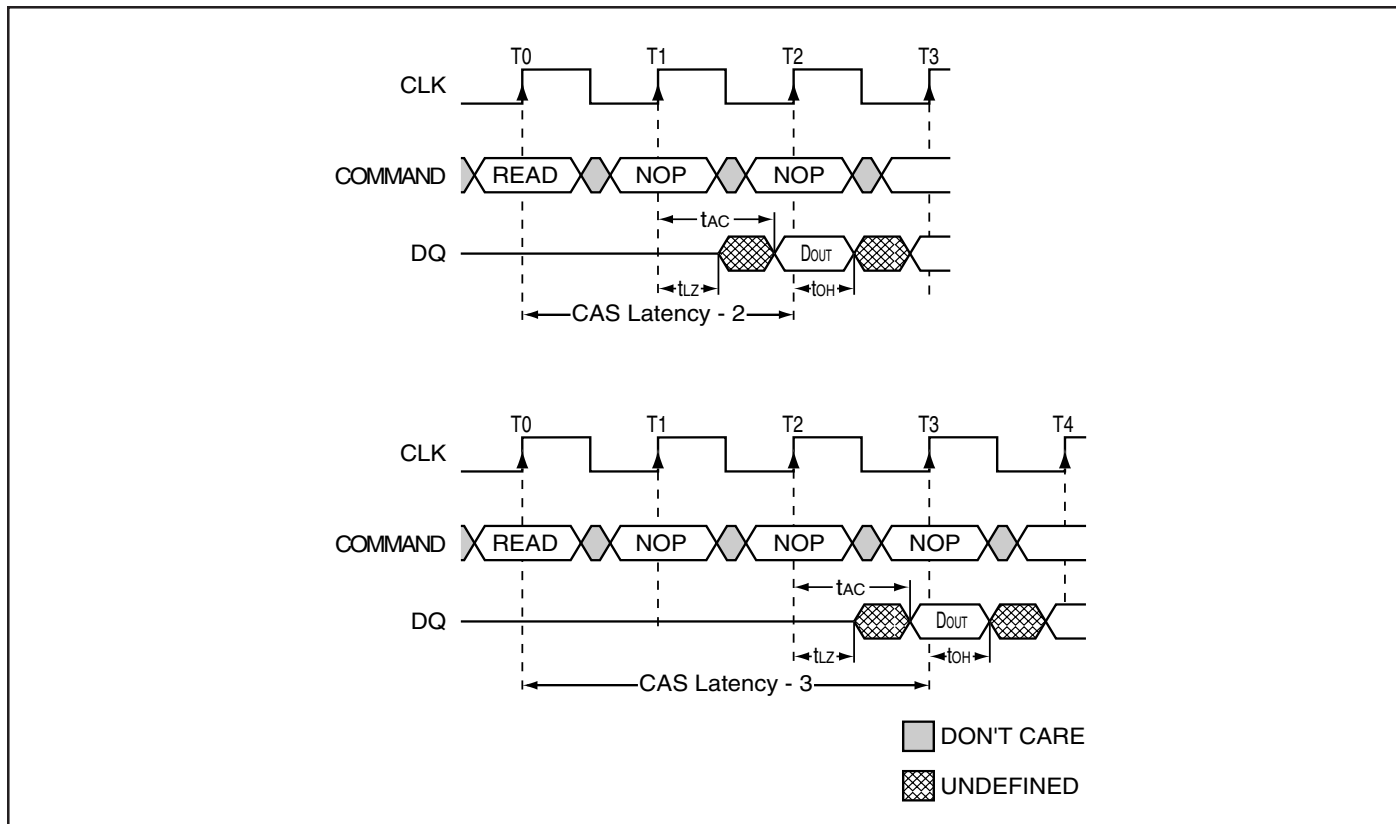 T0 T1 T2 T3
CLK
COMMAND READ NOP NOP
tAC
DQ DOUT
tLZ tOH
CAS Latency - 2
T0 T1 T2 T3 T4
CLK
COMMAND READ NOP NOP NOP
tAC
DQ DOUT
tLZ tOH
CAS Latency - 3
DON'T CARE
UNDEFINED